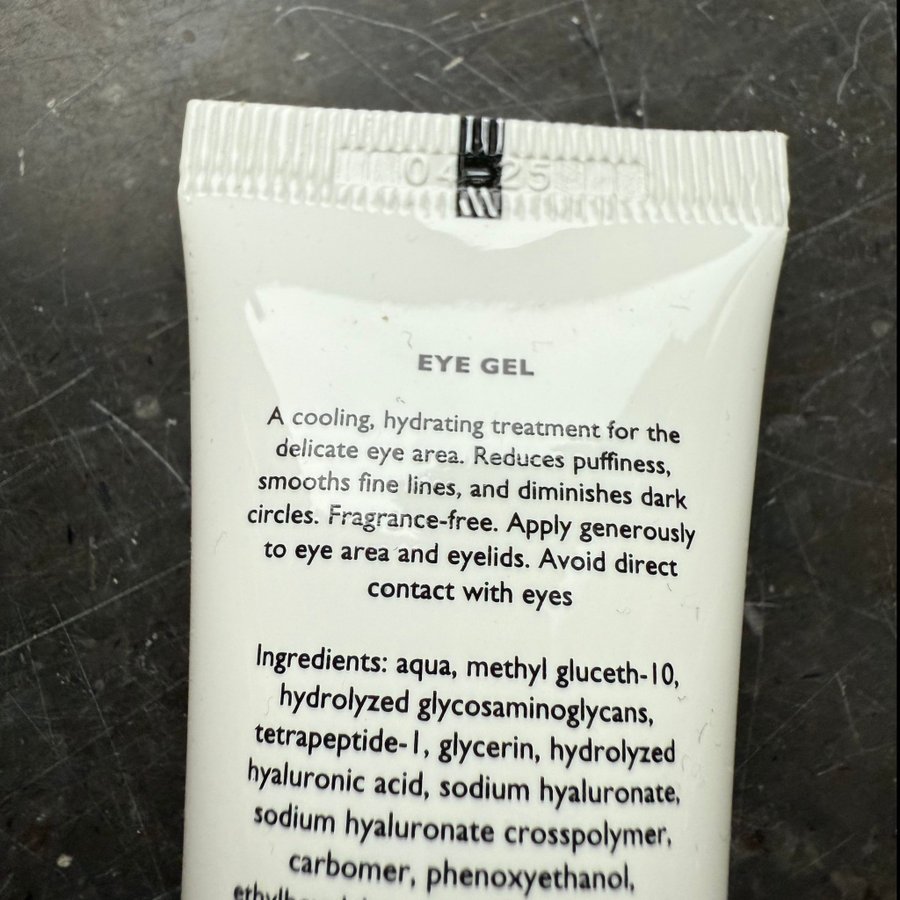 04 25
EYE GEL
A cooling, hydrating treatment for the
delicate eye area. Reduces puffiness,
smooths fine lines, and diminishes dark
circles. Fragrance-free. Apply generously
to eye area and eyelids. Avoid direct
contact with eyes
Ingredients: aqua, methyl gluceth-10,
hydrolyzed glycosaminoglycans,
tetrapeptide-1, glycerin, hydrolyzed
hyaluronic acid, sodium hyaluronate,
sodium hyaluronate crosspolymer,
carbomer, phenoxyethanol,